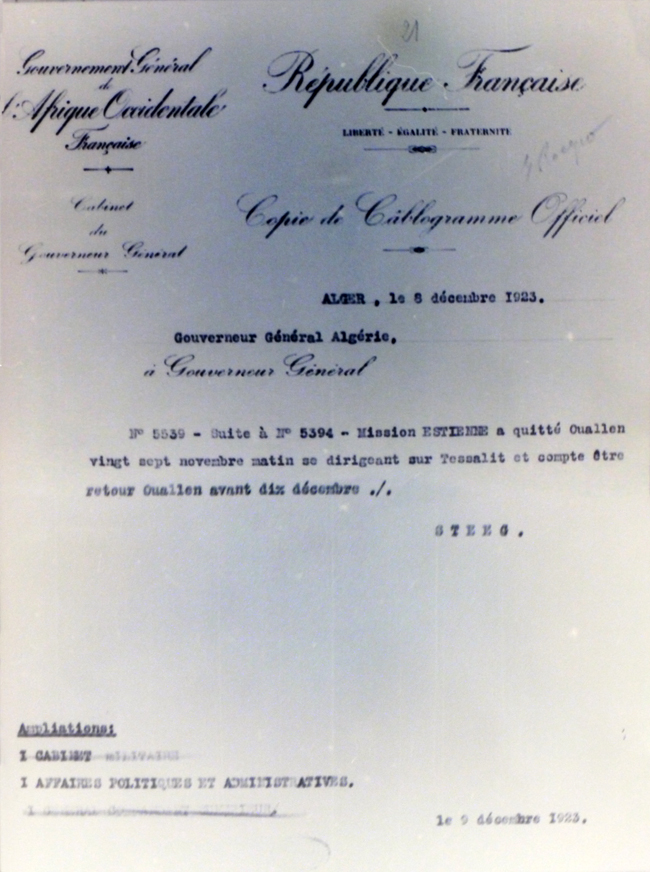 21
Gouvernement Général
de
l'Afrique Occidentale
Française
République Française
LIBERTÉ - ÉGALITÉ - FRATERNITÉ
Cabinet
du
Gouverneur Général
Copie de Câblogramme Officiel
ALGER , le 8 décembre 1923.
Gouverneur Général Algérie,
à Gouverneur Général
N° 5539 - Suite à N° 5394 - Mission ESTIENNE a quitté Ouallen
vingt sept novembre matin se dirigeant sur Tessalit et compte être
retour Ouallen avant dix décembre ./.
STEEG.
Ampliations:
I CABINET MILITAIRE
I AFFAIRES POLITIQUES ET ADMINISTRATIVES.
I GENERAL
le 9 décembre 1923.